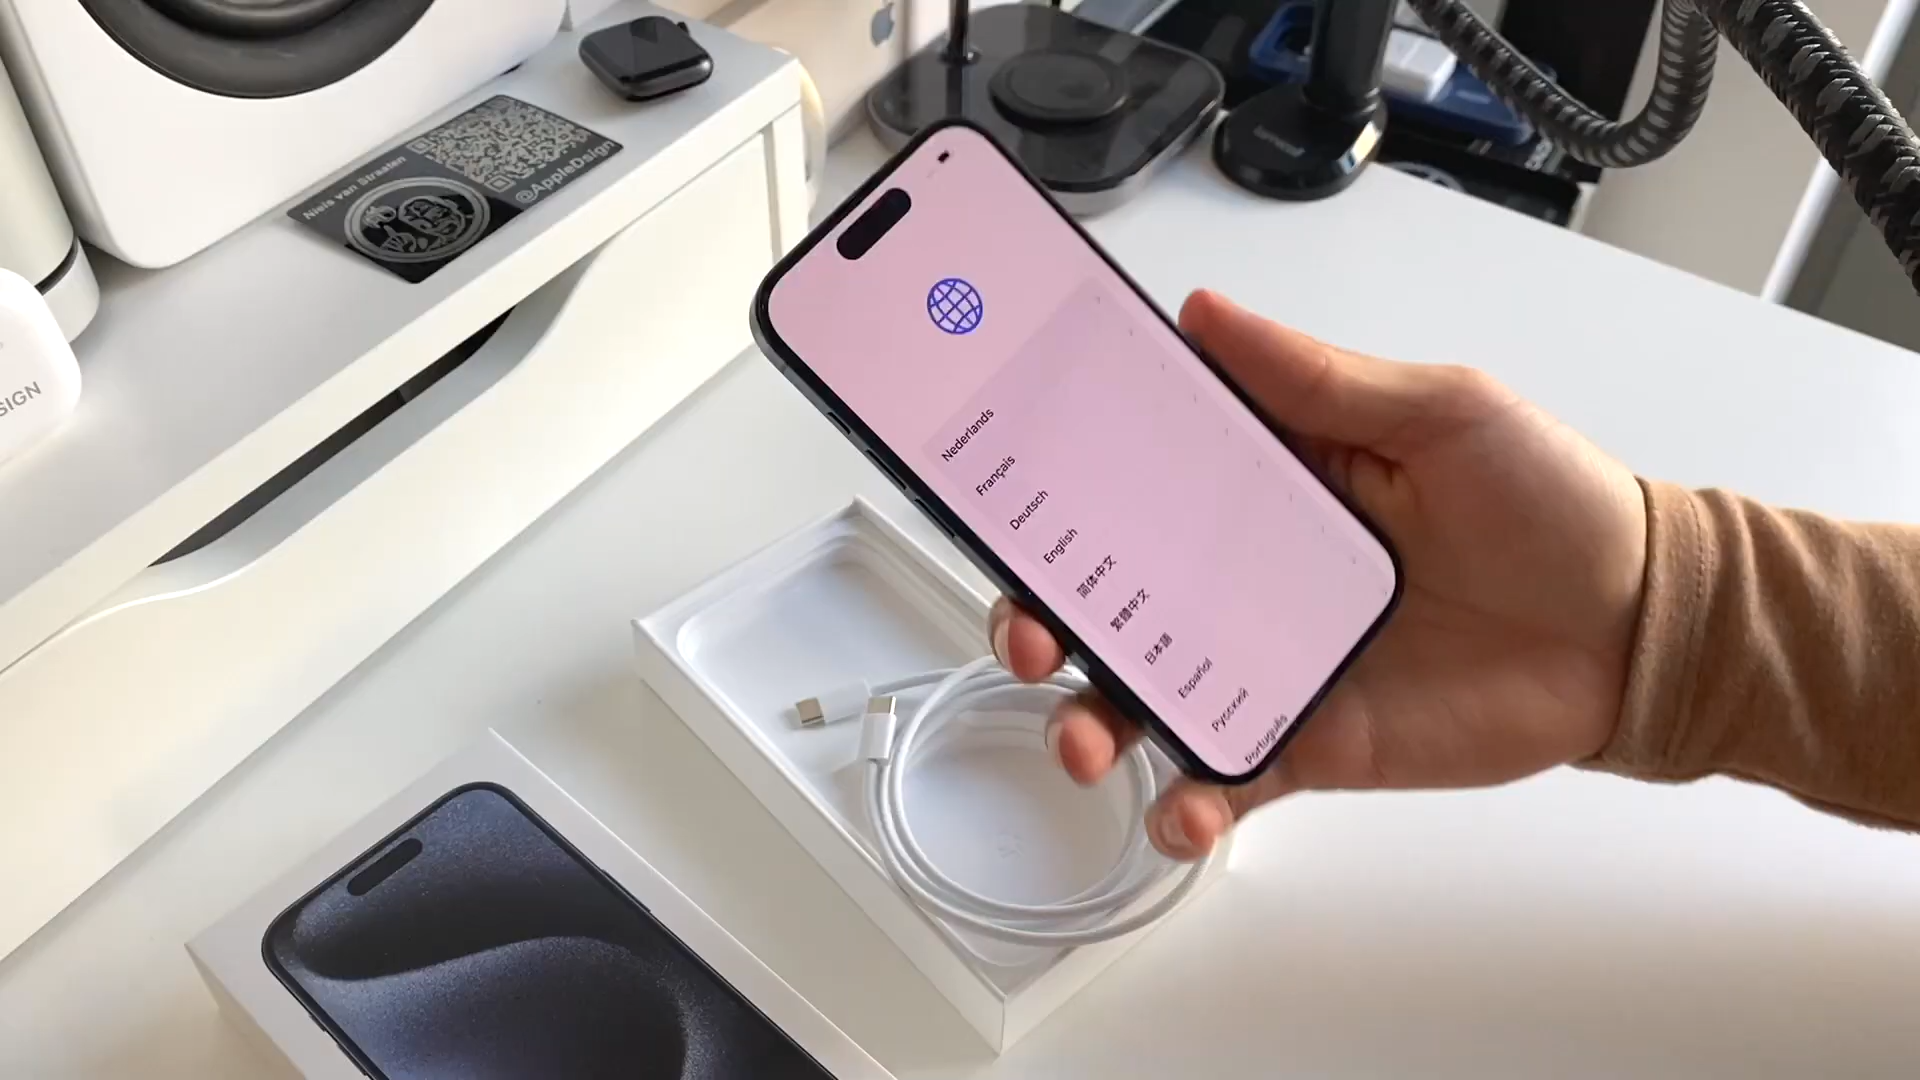 Niels van Straaten
@AppleDsign
SIGN
Nederlands
Français
Deutsch
English
简体中文
繁體中文
日本語
Español
Русский
Português